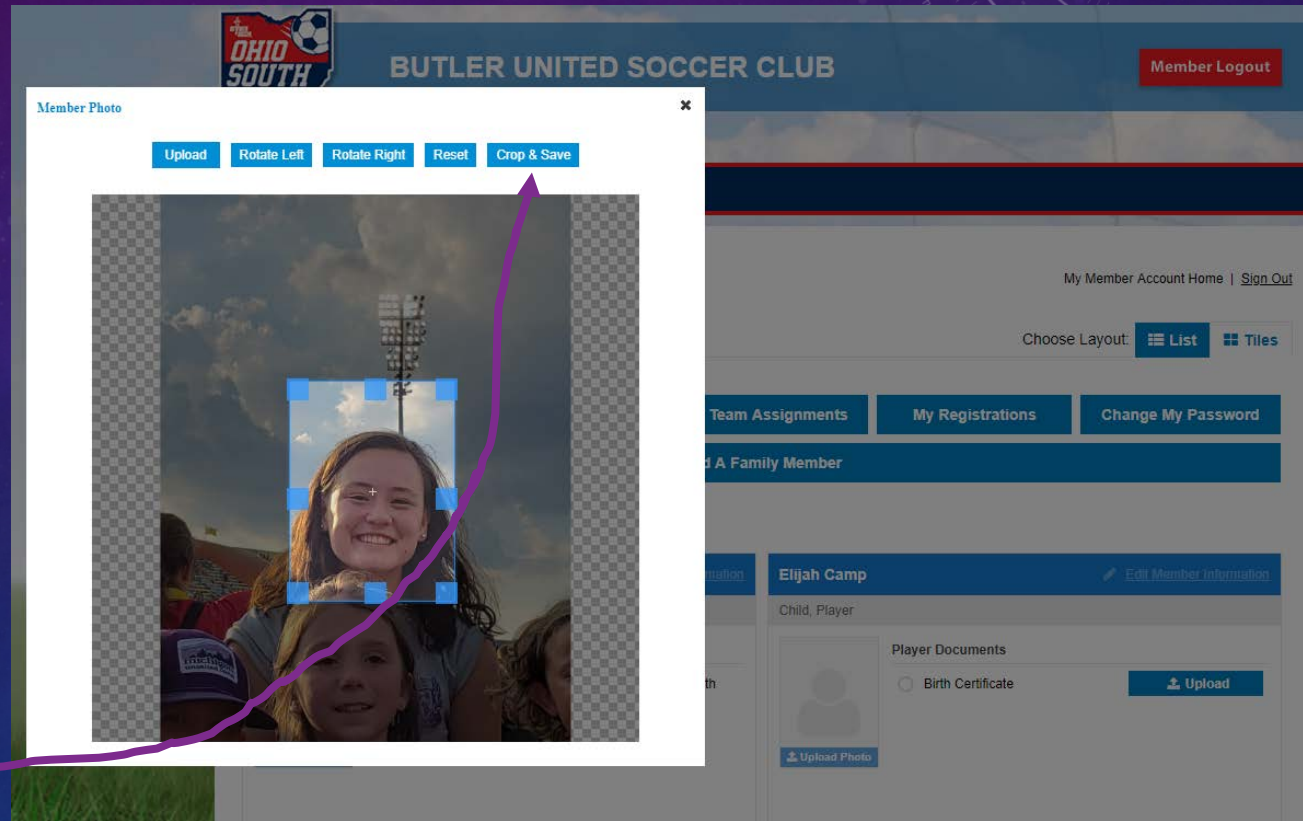 OHIO
SOUTH
BUTLER UNITED SOCCER CLUB
Member Logout
Member Photo
Upload
Rotate Left
Rotate Right
Reset
Crop & Save
My Member Account Home | Sign Out
Choose Layout:
List
Tiles
Team Assignments
My Registrations
Change My Password
A Family Member
Elijah Camp
Edit Member Information
Child, Player
Player Documents
Birth Certificate
Upload
Upload Photo
michigan